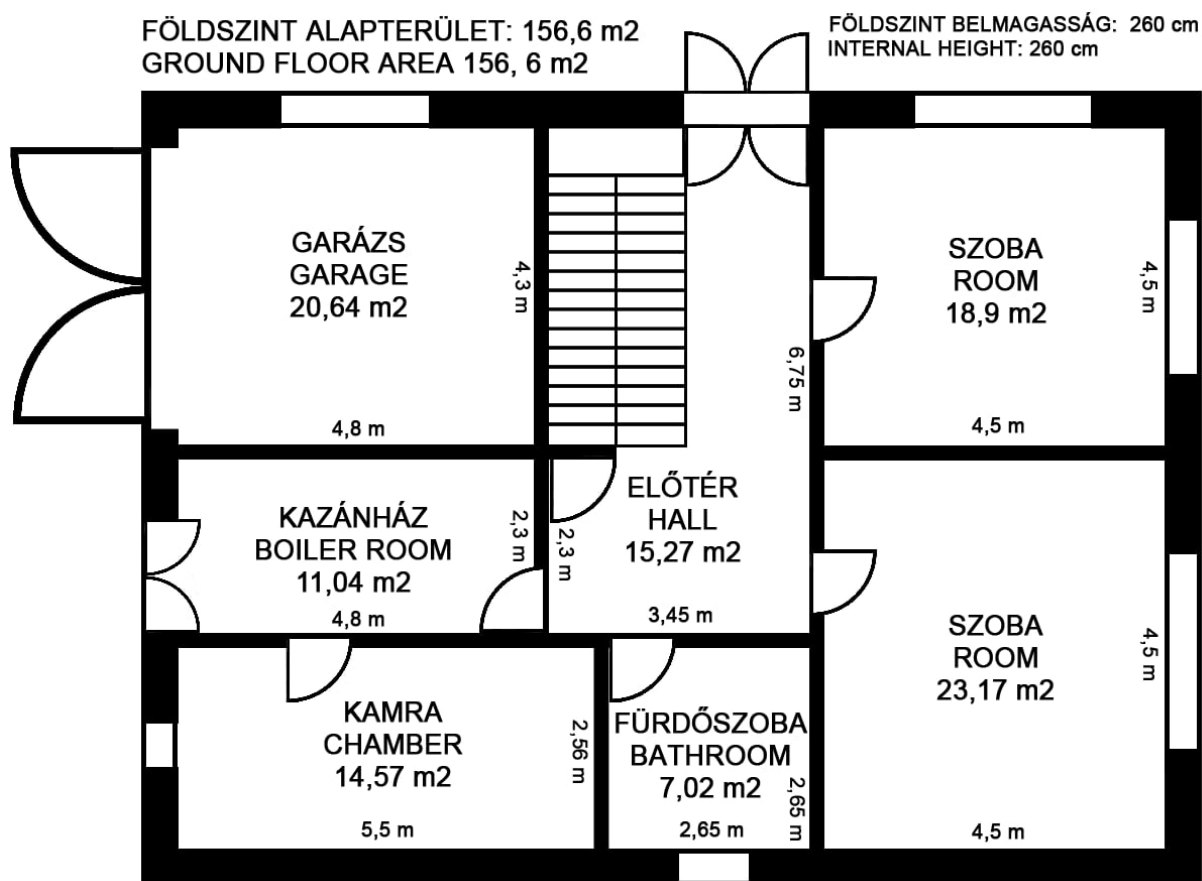 FÖLDSZINT ALAPTERÜLET: 156,6 m2
GROUND FLOOR AREA 156, 6 m2
FÖLDSZINT BELMAGASSÁG: 260 cm
INTERNAL HEIGHT: 260 cm
GARÁZS
GARAGE
20,64 m2
4,3 m
4,8 m
SZOBA
ROOM
18,9 m2
4,5 m
4,5 m
6,75 m
KAZÁNHÁZ
BOILER ROOM
11,04 m2
2,3 m
4,8 m
ELŐTÉR
HALL
15,27 m2
2,3 m
3,45 m
SZOBA
ROOM
23,17 m2
4,5 m
4,5 m
KAMRA
CHAMBER
14,57 m2
2,56 m
5,5 m
FÜRDŐSZOBA
BATHROOM
7,02 m2
2,65 m
2,65 m